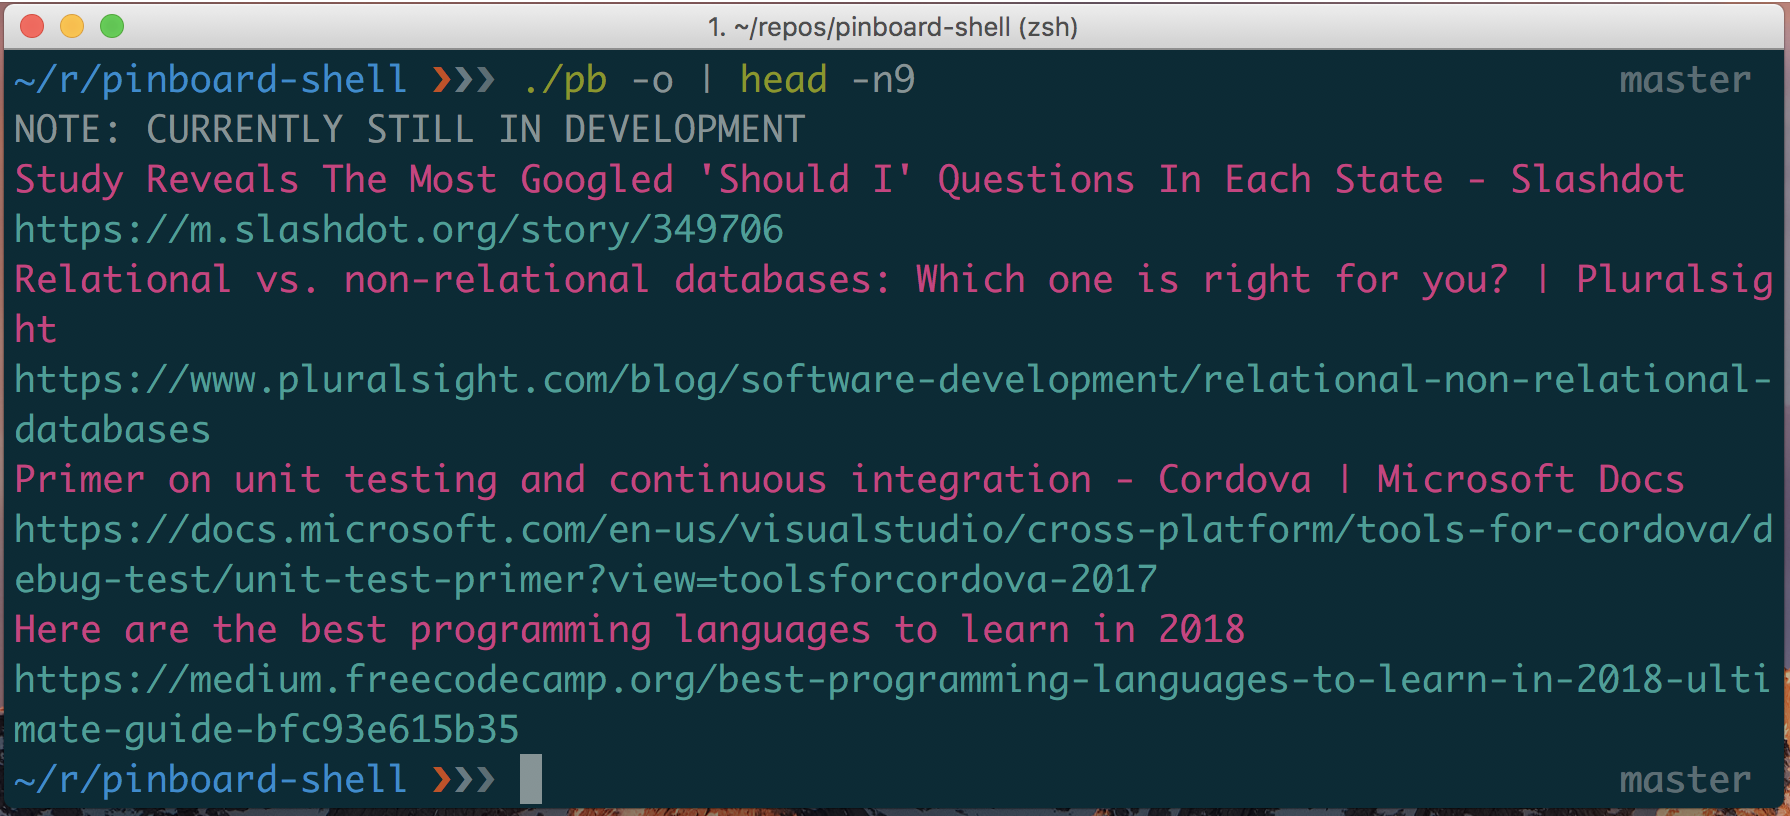 1. ~/repos/pinboard-shell (zsh)
~/r/pinboard-shell ❯❯❯ ./pb -o | head -n9 master
NOTE: CURRENTLY STILL IN DEVELOPMENT
Study Reveals The Most Googled 'Should I' Questions In Each State - Slashdot
https://m.slashdot.org/story/349706
Relational vs. non-relational databases: Which one is right for you? | Pluralsig
ht
https://www.pluralsight.com/blog/software-development/relational-non-relational-
databases
Primer on unit testing and continuous integration - Cordova | Microsoft Docs
https://docs.microsoft.com/en-us/visualstudio/cross-platform/tools-for-cordova/d
ebug-test/unit-test-primer?view=toolsforcordova-2017
Here are the best programming languages to learn in 2018
https://medium.freecodecamp.org/best-programming-languages-to-learn-in-2018-ulti
mate-guide-bfc93e615b35
~/r/pinboard-shell ❯❯❯ master